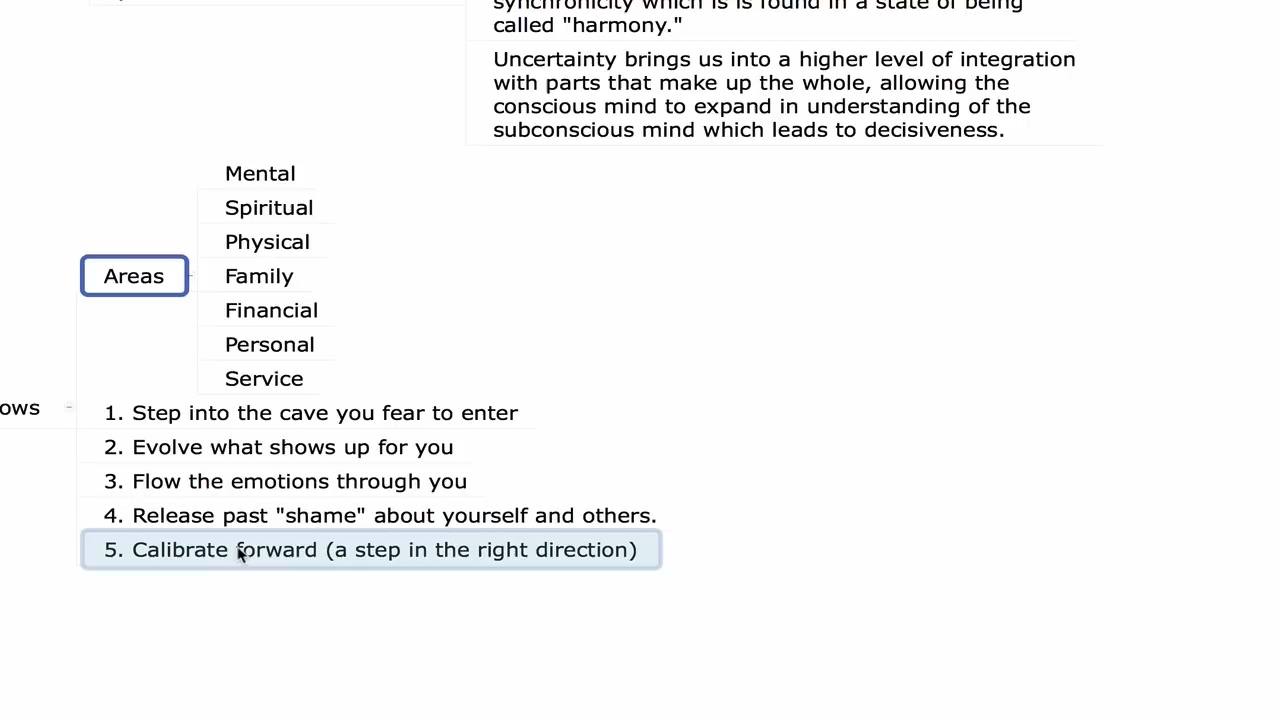 synchronicity which is is found in a state of being
called "harmony."
Uncertainty brings us into a higher level of integration
with parts that make up the whole, allowing the
conscious mind to expand in understanding of the
subconscious mind which leads to decisiveness.
Mental
Spiritual
Physical
Areas
Family
Financial
Personal
Service
ows
1. Step into the cave you fear to enter
2. Evolve what shows up for you
3. Flow the emotions through you
4. Release past "shame" about yourself and others.
5. Calibrate forward (a step in the right direction)